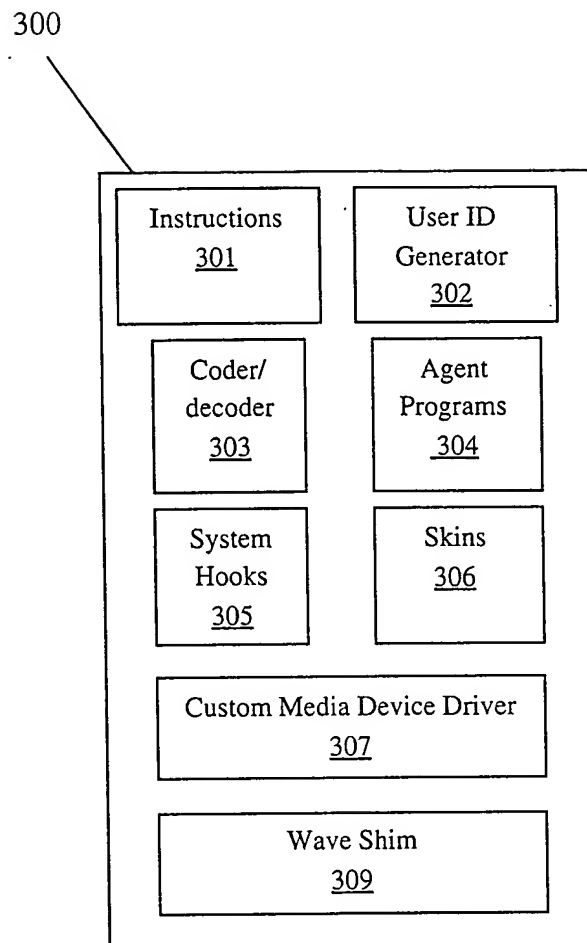 300
Instructions
301
User ID
Generator
302
Coder/
decoder
303
Agent
Programs
304
System
Hooks
305
Skins
306
Custom Media Device Driver
307
Wave Shim
309